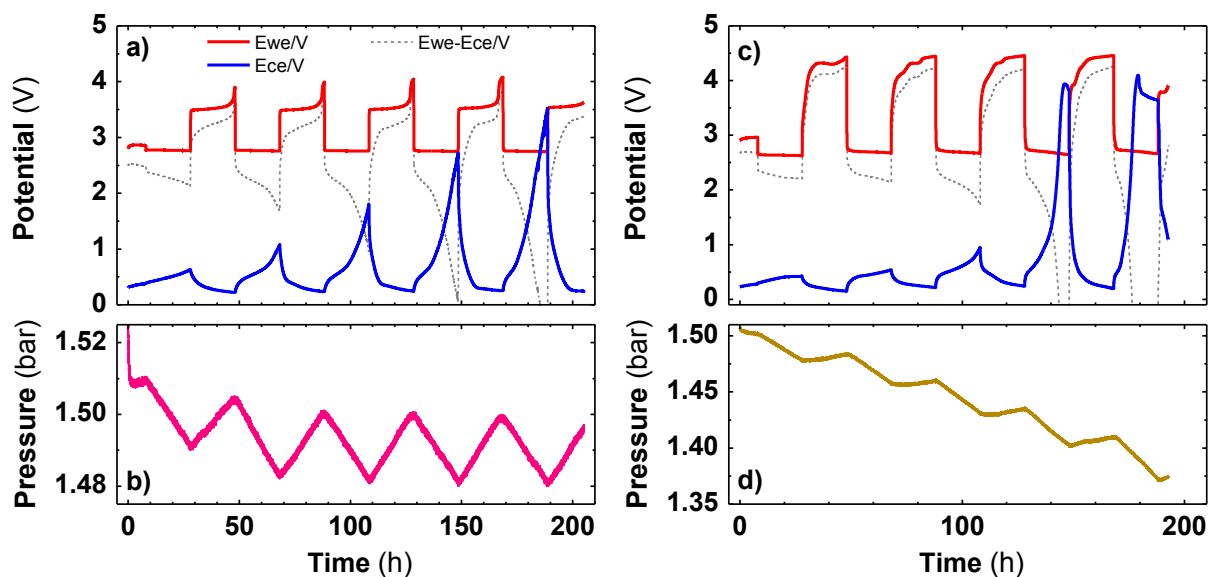 a)
Ewe/V
Ewe-Ece/V
Ece/V
Potential (V)
5
4
3
2
1
0
c)
Potential (V)
5
4
3
2
1
0
b)
Pressure (bar)
1.52
1.50
1.48
0
50
100
150
200
Time (h)
d)
Pressure (bar)
1.50
1.45
1.40
1.35
0
100
200
Time (h)